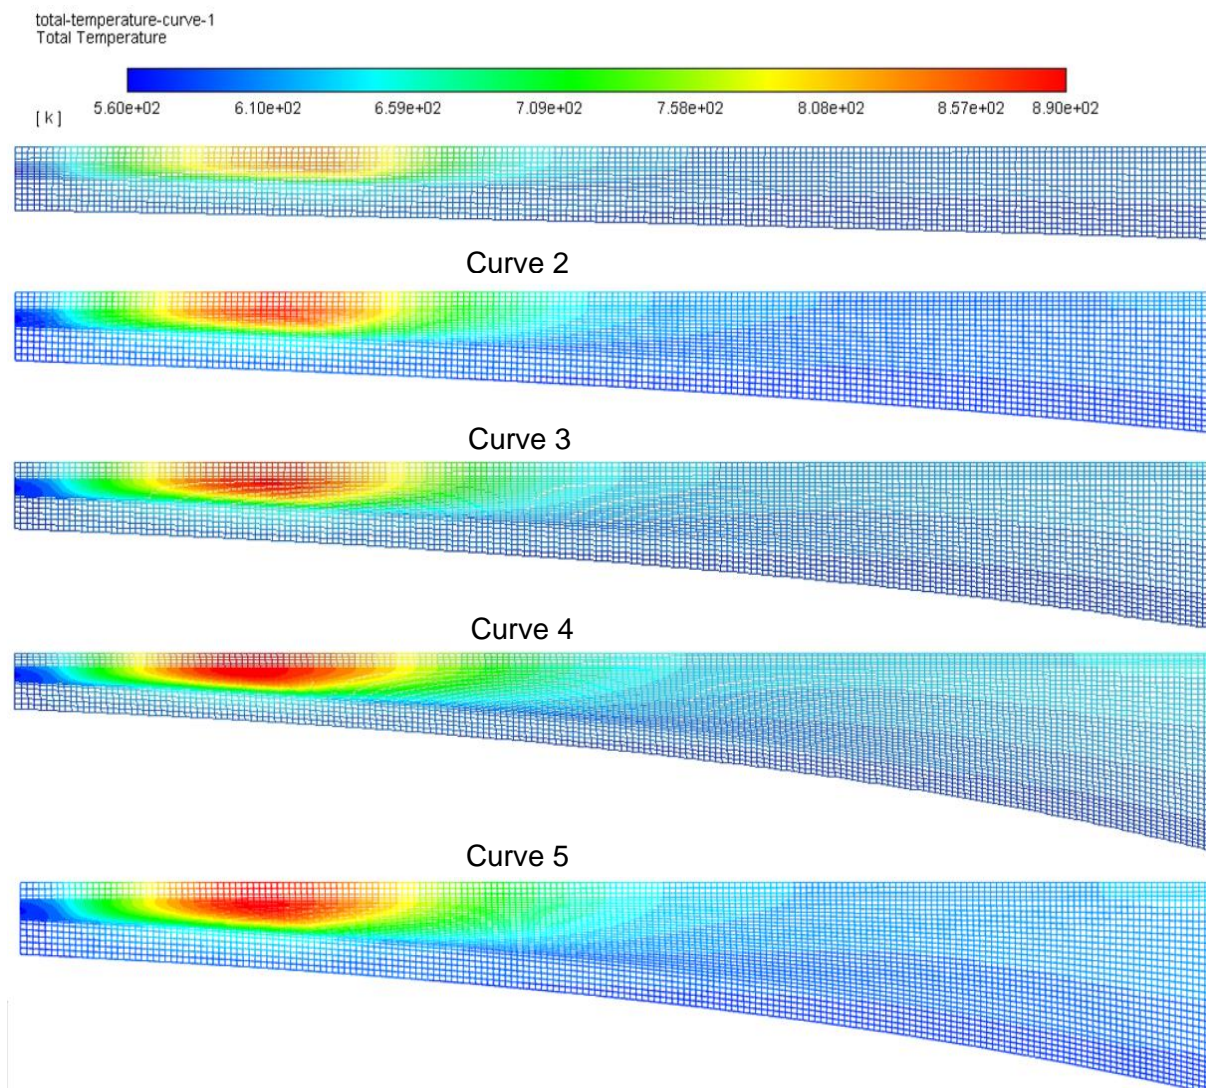 total-temperature-curve-1
Total Temperature
5.60e+02 6.10e+02 6.59e+02 7.09e+02 7.58e+02 8.08e+02 8.57e+02 8.90e+02
[ k ]
Curve 2
Curve 3
Curve 4
Curve 5